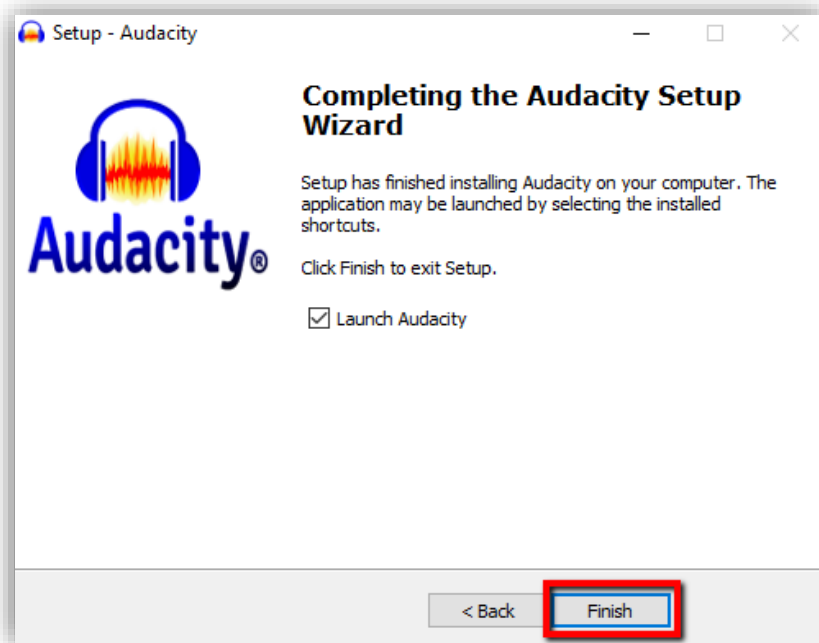 Setup - Audacity
Completing the Audacity Setup
Wizard
Setup has finished installing Audacity on your computer. The
application may be launched by selecting the installed
shortcuts.
Click Finish to exit Setup.
Launch Audacity
Audacity®
< Back
Finish